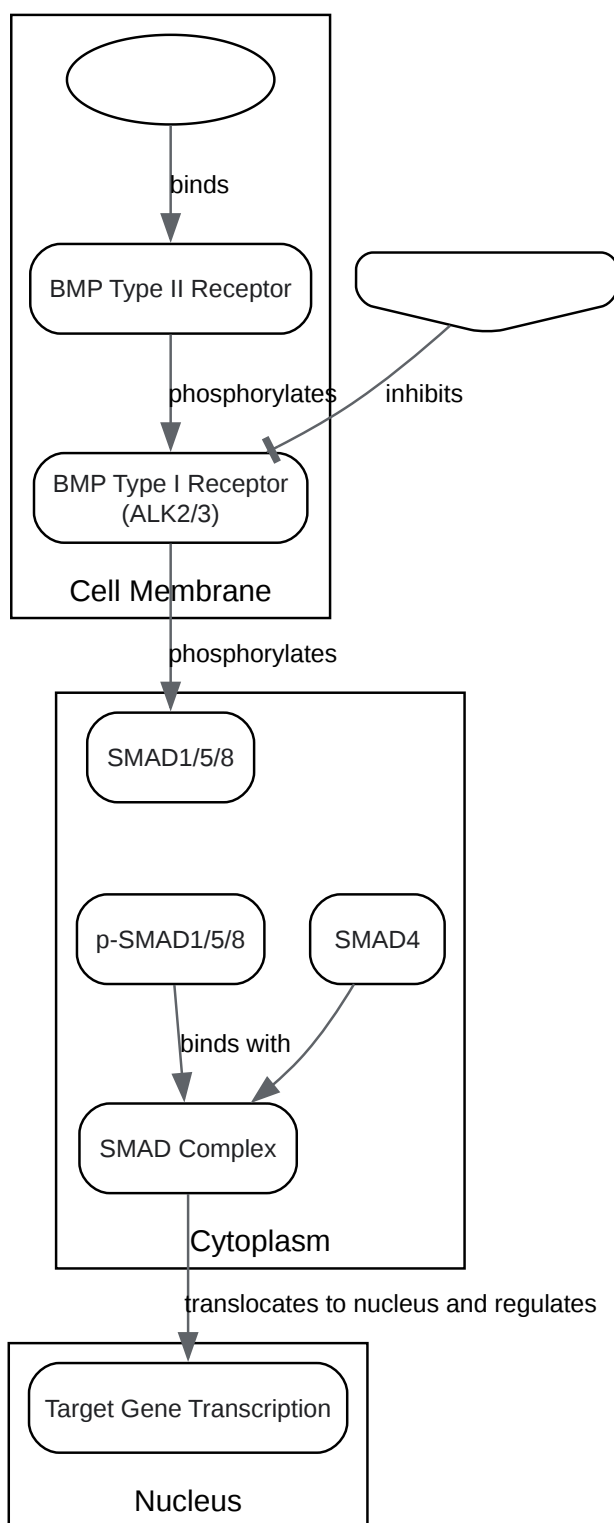 binds
BMP Type II Receptor
phosphorylates
inhibits
BMP Type I Receptor
(ALK2/3)
Cell Membrane
phosphorylates
SMAD1/5/8
p-SMAD1/5/8
SMAD4
binds with
SMAD Complex
Cytoplasm
translocates to nucleus and regulates
Target Gene Transcription
Nucleus